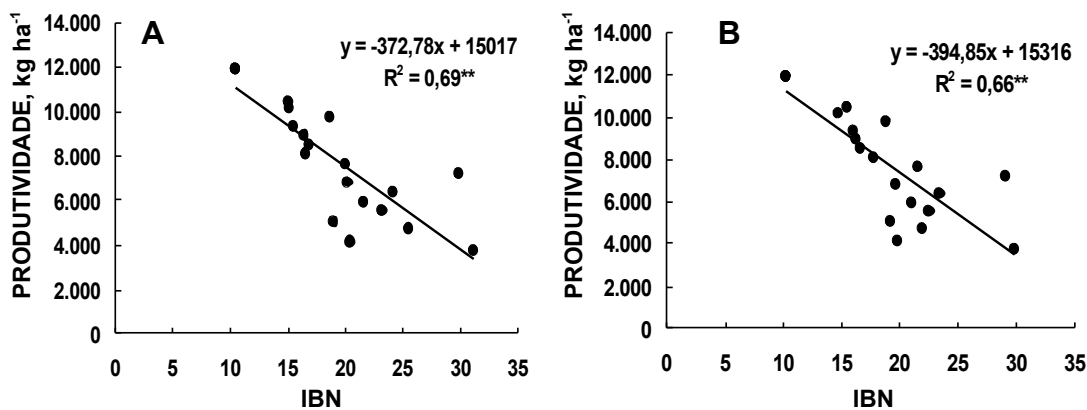 A
y = -372,78x + 15017
R² = 0,69**
PRODUTIVIDADE, kg ha⁻¹
14.000
12.000
10.000
8.000
6.000
4.000
2.000
0
0 5 10 15 20 25 30 35
IBN
B
y = -394,85x + 15316
R² = 0,66**
PRODUTIVIDADE, kg ha⁻¹
14.000
12.000
10.000
8.000
6.000
4.000
2.000
0
0 5 10 15 20 25 30 35
IBN